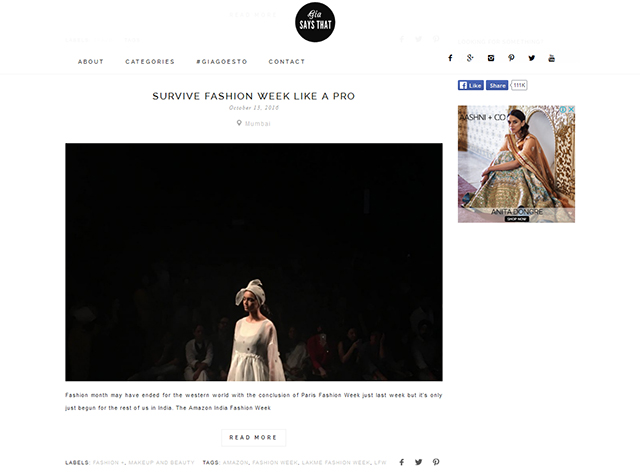 Gia
SAYS THAT
ABOUT CATEGORIES #GIAGOESTO CONTACT
SURVIVE FASHION WEEK LIKE A PRO
October 13, 2020
Mumbai
Like Share 111K
AASHNI + CO
ANITA DONGRE
SHOP NOW
Fashion month may have ended for the western world with the conclusion of Paris Fashion Week just last week but it's only
just begun for the rest of us in India. The Amazon India Fashion Week
READ MORE
LABELS: FASHION +, MAKEUP AND BEAUTY TAGS: AMAZON, FASHION WEEK, LAKME FASHION WEEK, LFW